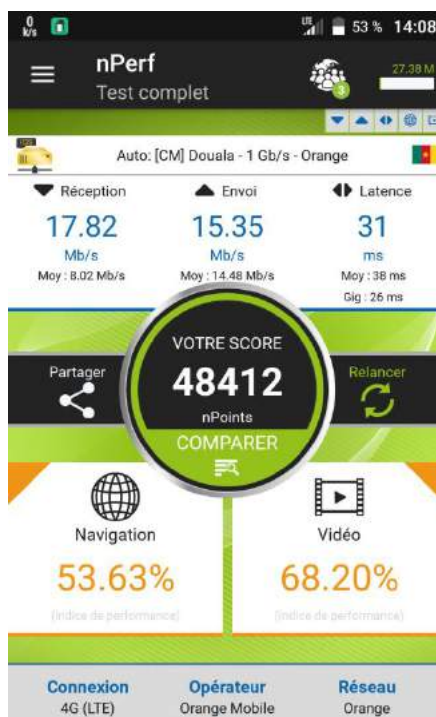 0
k/s
LTE
53 % 14:08
nPerf
Test complet
3
27.38 M
Auto: [CM] Douala - 1 Gb/s - Orange
Réception
Envoi
Latence
17.82
15.35
31
Mb/s
Mb/s
ms
Moy : 8.02 Mb/s
Moy : 14.48 Mb/s
Moy : 38 ms
Gig : 26 ms
VOTRE SCORE
Partager
48412
Relancer
nPoints
COMPARER
Navigation
Vidéo
53.63%
68.20%
(indice de performance)
(indice de performance)
Connexion
Opérateur
Réseau
4G (LTE)
Orange Mobile
Orange